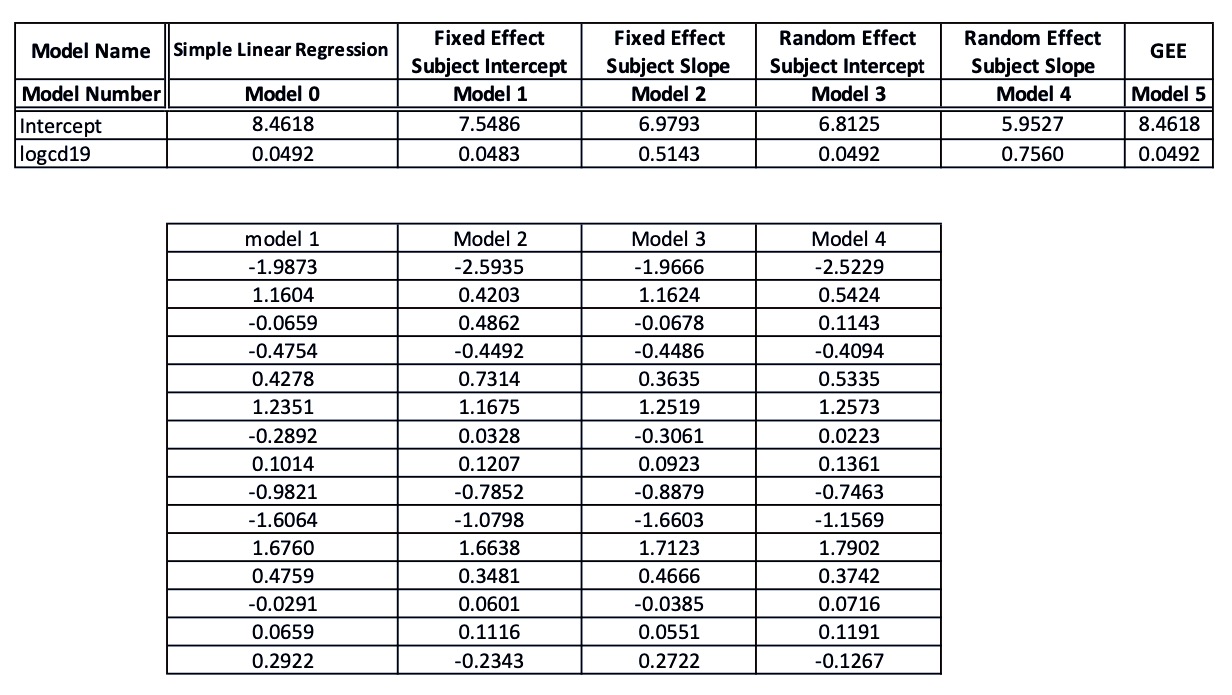 Model Name Simple Linear Regression Fixed Effect Subject Intercept Fixed Effect Subject Slope Random Effect Subject Intercept Random Effect Subject Slope GEE
Model Number Model 0 Model 1 Model 2 Model 3 Model 4 Model 5
Intercept 8.4618 7.5486 6.9793 6.8125 5.9527 8.4618
logcd19 0.0492 0.0483 0.5143 0.0492 0.7560 0.0492
model 1 Model 2 Model 3 Model 4
-1.9873 -2.5935 -1.9666 -2.5229
1.1604 0.4203 1.1624 0.5424
-0.0659 0.4862 -0.0678 0.1143
-0.4754 -0.4492 -0.4486 -0.4094
0.4278 0.7314 0.3635 0.5335
1.2351 1.1675 1.2519 1.2573
-0.2892 0.0328 -0.3061 0.0223
0.1014 0.1207 0.0923 0.1361
-0.9821 -0.7852 -0.8879 -0.7463
-1.6064 -1.0798 -1.6603 -1.1569
1.6760 1.6638 1.7123 1.7902
0.4759 0.3481 0.4666 0.3742
-0.0291 0.0601 -0.0385 0.0716
0.0659 0.1116 0.0551 0.1191
0.2922 -0.2343 0.2722 -0.1267